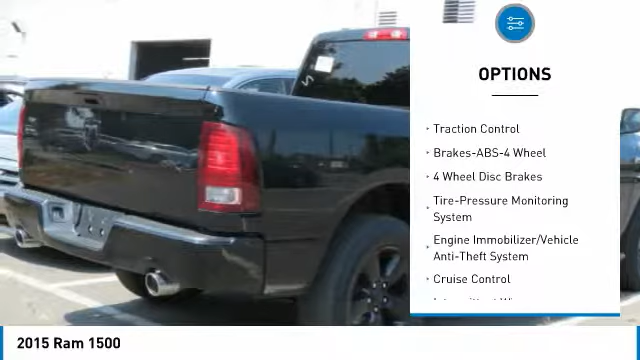 OPTIONS
Traction Control
Brakes-ABS-4 Wheel
4 Wheel Disc Brakes
Tire-Pressure Monitoring
System
Engine Immobilizer/Vehicle
Anti-Theft System
Cruise Control
2015 Ram 1500